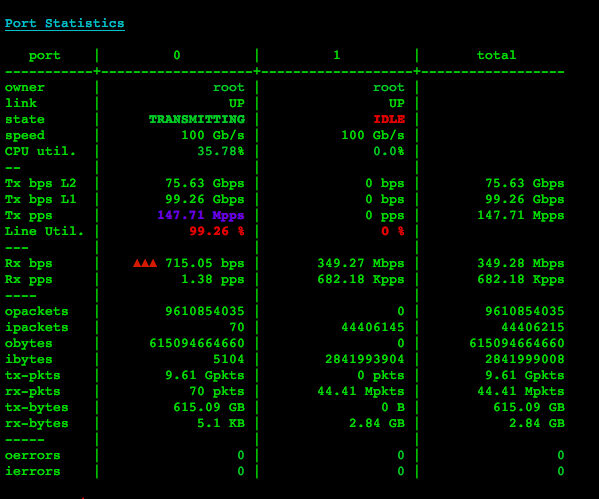 Port Statistics
port | 0 | 1 | total
-----------+-------------------+-------------------+------------------
owner | root | root |
link | UP | UP |
state | TRANSMITTING | IDLE |
speed | 100 Gb/s | 100 Gb/s |
CPU util. | 35.78% | 0.0% |
-- | | |
Tx bps L2 | 75.63 Gbps | 0 bps | 75.63 Gbps
Tx bps L1 | 99.26 Gbps | 0 bps | 99.26 Gbps
Tx pps | 147.71 Mpps | 0 pps | 147.71 Mpps
Line Util. | 99.26 % | 0 % |
--- | | |
Rx bps | ▲▲▲ 715.05 bps | 349.27 Mbps | 349.28 Mbps
Rx pps | 1.38 pps | 682.18 Kpps | 682.18 Kpps
---- | | |
opackets | 9610854035 | 0 | 9610854035
ipackets | 70 | 44406145 | 44406215
obytes | 615094664660 | 0 | 615094664660
ibytes | 5104 | 2841993904 | 2841999008
tx-pkts | 9.61 Gpkts | 0 pkts | 9.61 Gpkts
rx-pkts | 70 pkts | 44.41 Mpkts | 44.41 Mpkts
tx-bytes | 615.09 GB | 0 B | 615.09 GB
rx-bytes | 5.1 KB | 2.84 GB | 2.84 GB
----- | | |
oerrors | 0 | 0 | 0
ierrors | 0 | 0 | 0